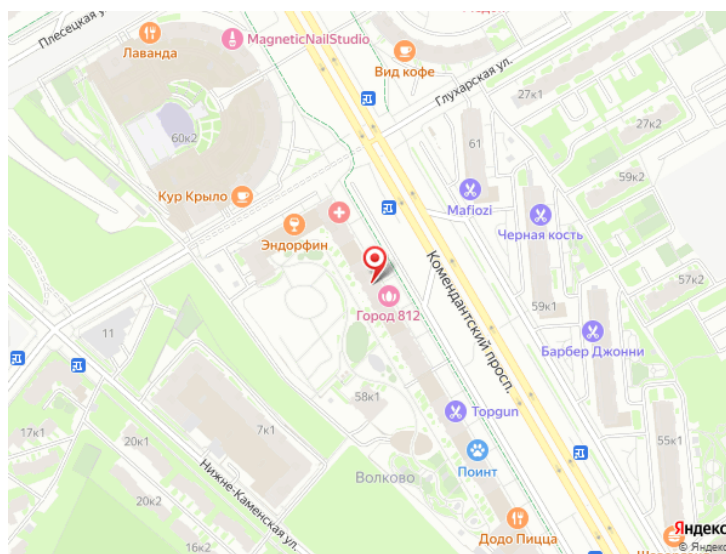 Плесецкая ул.
Лаванда
MagneticNailStudio
Вид кофе
Глухарская ул.
27к1
27к2
60к2
61
59к2
Кур Крыло
Mafiozi
Эндорфин
Черная кость
Комендантский просп.
57к2
Город 812
59к1
11
Барбер Джонни
58к1
Topgun
17к1
20к1
7к1
55к1
Нижне-Каменская ул.
Волково
Поинт
20к2
Додо Пицца
16к2
Яндекс
© Яндекс